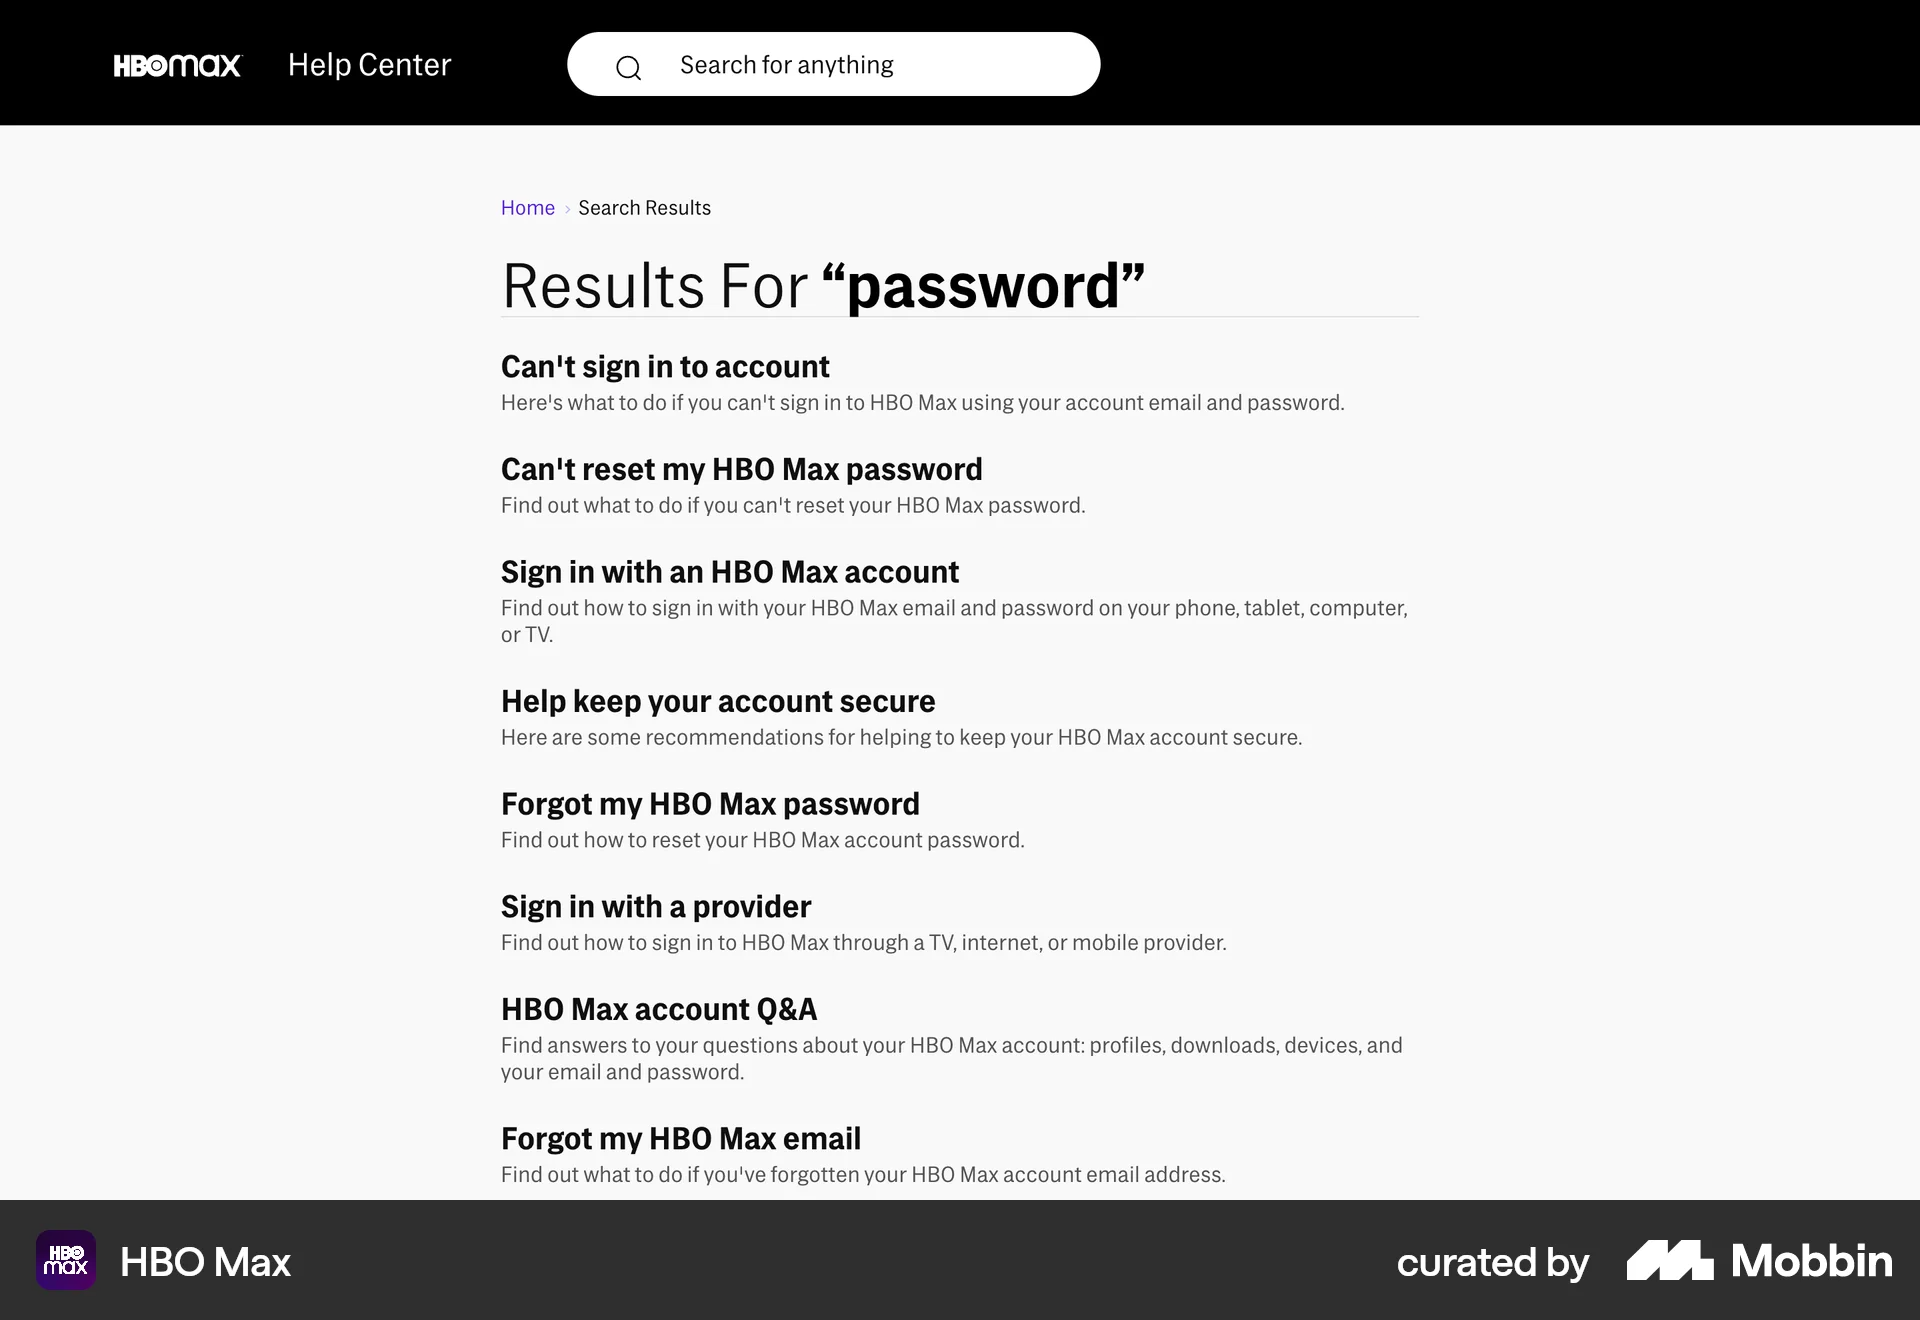 HBOmax
Help Center
Search for anything
Home › Search Results
Results For “password”
Can't sign in to account
Here's what to do if you can't sign in to HBO Max using your account email and password.
Can't reset my HBO Max password
Find out what to do if you can't reset your HBO Max password.
Sign in with an HBO Max account
Find out how to sign in with your HBO Max email and password on your phone, tablet, computer,
or TV.
Help keep your account secure
Here are some recommendations for helping to keep your HBO Max account secure.
Forgot my HBO Max password
Find out how to reset your HBO Max account password.
Sign in with a provider
Find out how to sign in to HBO Max through a TV, internet, or mobile provider.
HBO Max account Q&A
Find answers to your questions about your HBO Max account: profiles, downloads, devices, and
your email and password.
Forgot my HBO Max email
Find out what to do if you've forgotten your HBO Max account email address.
HBO
max
HBO Max
curated by
Mobbin